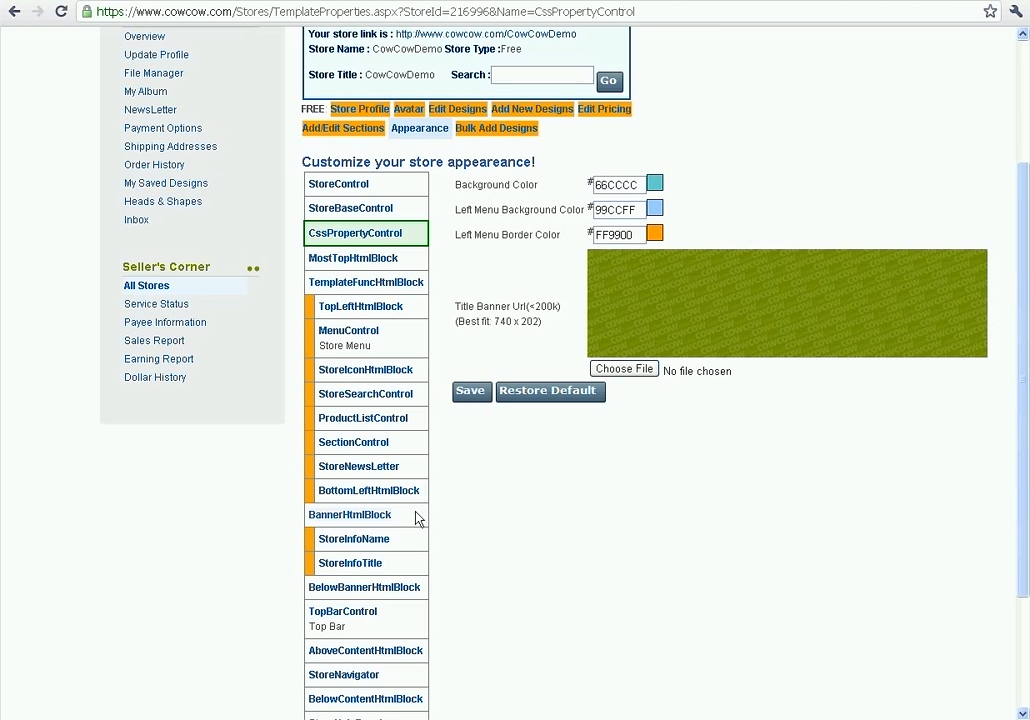 https://www.cowcow.com/Stores/TemplateProperties.aspx?StoreId=216996&Name=CssPropertyControl
Overview
Update Profile
File Manager
My Album
NewsLetter
Payment Options
Shipping Addresses
Order History
My Saved Designs
Heads & Shapes
Inbox
Seller's Corner
All Stores
Service Status
Payee Information
Sales Report
Earning Report
Dollar History
Your store link is : http://www.cowcow.com/CowCowDemo
Store Name : CowCowDemo Store Type :Free
Store Title : CowCowDemo Search : Go
FREE Store Profile Avatar Edit Designs Add New Designs Edit Pricing
Add/Edit Sections Appearance Bulk Add Designs
Customize your store appeareance!
StoreControl
StoreBaseControl
CssPropertyControl
MostTopHtmlBlock
TemplateFuncHtmlBlock
TopLeftHtmlBlock
MenuControl
Store Menu
StoreIconHtmlBlock
StoreSearchControl
ProductListControl
SectionControl
StoreNewsLetter
BottomLeftHtmlBlock
BannerHtmlBlock
StoreInfoName
StoreInfoTitle
BelowBannerHtmlBlock
TopBarControl
Top Bar
AboveContentHtmlBlock
StoreNavigator
BelowContentHtmlBlock
Background Color #66CCCC
Left Menu Background Color #99CCFF
Left Menu Border Color #FF9900
Title Banner Url(<200k)
(Best fit: 740 x 202)
Choose File No file chosen
Save Restore Default